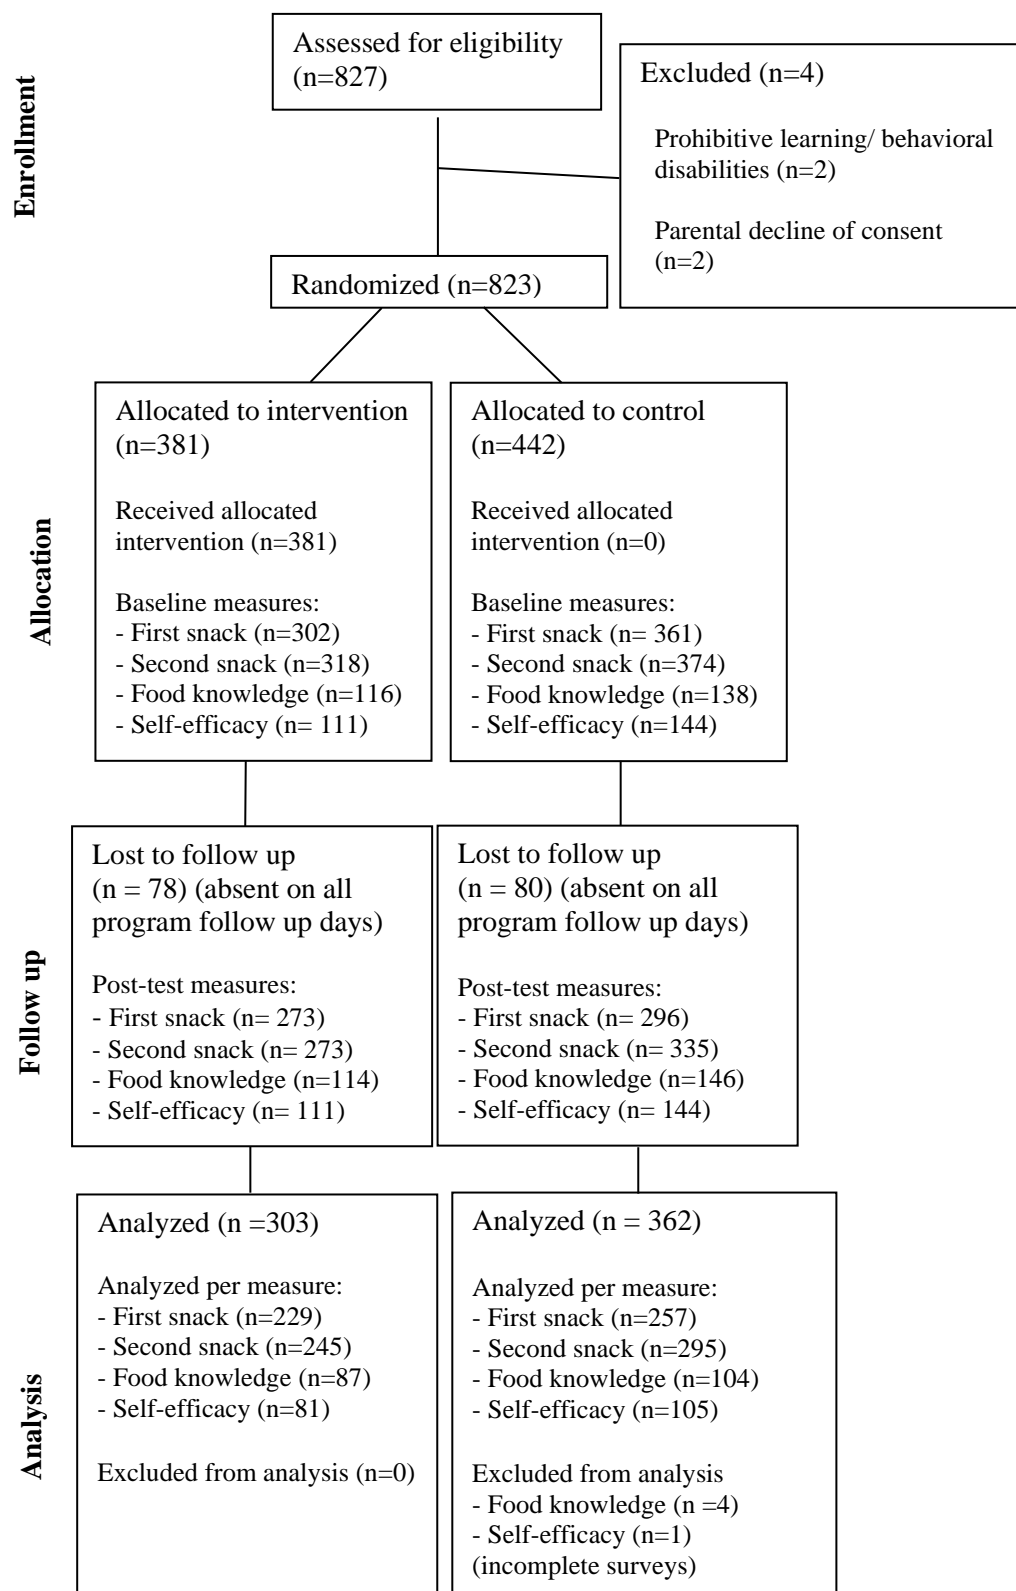 Enrollment
Assessed for eligibility
(n=827)
Excluded (n=4)
Prohibitive learning/ behavioral
disabilities (n=2)
Parental decline of consent
(n=2)
Randomized (n=823)
Allocation
Allocated to intervention
(n=381)
Received allocated
intervention (n=381)
Baseline measures:
- First snack (n=302)
- Second snack (n=318)
- Food knowledge (n=116)
- Self-efficacy (n= 111)
Allocated to control
(n=442)
Received allocated
intervention (n=0)
Baseline measures:
- First snack (n= 361)
- Second snack (n=374)
- Food knowledge (n=138)
- Self-efficacy (n=144)
Follow up
Lost to follow up
(n = 78) (absent on all
program follow up days)
Post-test measures:
- First snack (n= 273)
- Second snack (n= 273)
- Food knowledge (n=114)
- Self-efficacy (n= 111)
Lost to follow up
(n = 80) (absent on all
program follow up days)
Post-test measures:
- First snack (n= 296)
- Second snack (n= 335)
- Food knowledge (n=146)
- Self-efficacy (n= 144)
Analysis
Analyzed (n =303)
Analyzed per measure:
- First snack (n=229)
- Second snack (n=245)
- Food knowledge (n=87)
- Self-efficacy (n=81)
Excluded from analysis (n=0)
Analyzed (n = 362)
Analyzed per measure:
- First snack (n=257)
- Second snack (n=295)
- Food knowledge (n=104)
- Self-efficacy (n=105)
Excluded from analysis
- Food knowledge (n =4)
- Self-efficacy (n=1)
(incomplete surveys)